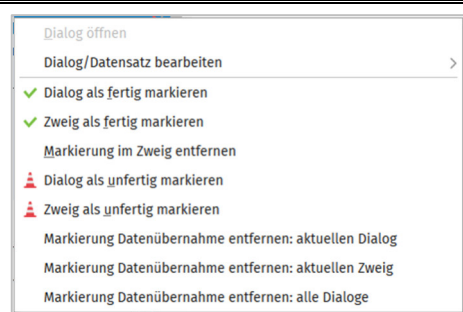 Dialog öffnen
Dialog/Datensatz bearbeiten
Dialog als fertig markieren
Zweig als fertig markieren
Markierung im Zweig entfernen
Dialog als unfertig markieren
Zweig als unfertig markieren
Markierung Datenübernahme entfernen: aktuellen Dialog
Markierung Datenübernahme entfernen: aktuellen Zweig
Markierung Datenübernahme entfernen: alle Dialoge